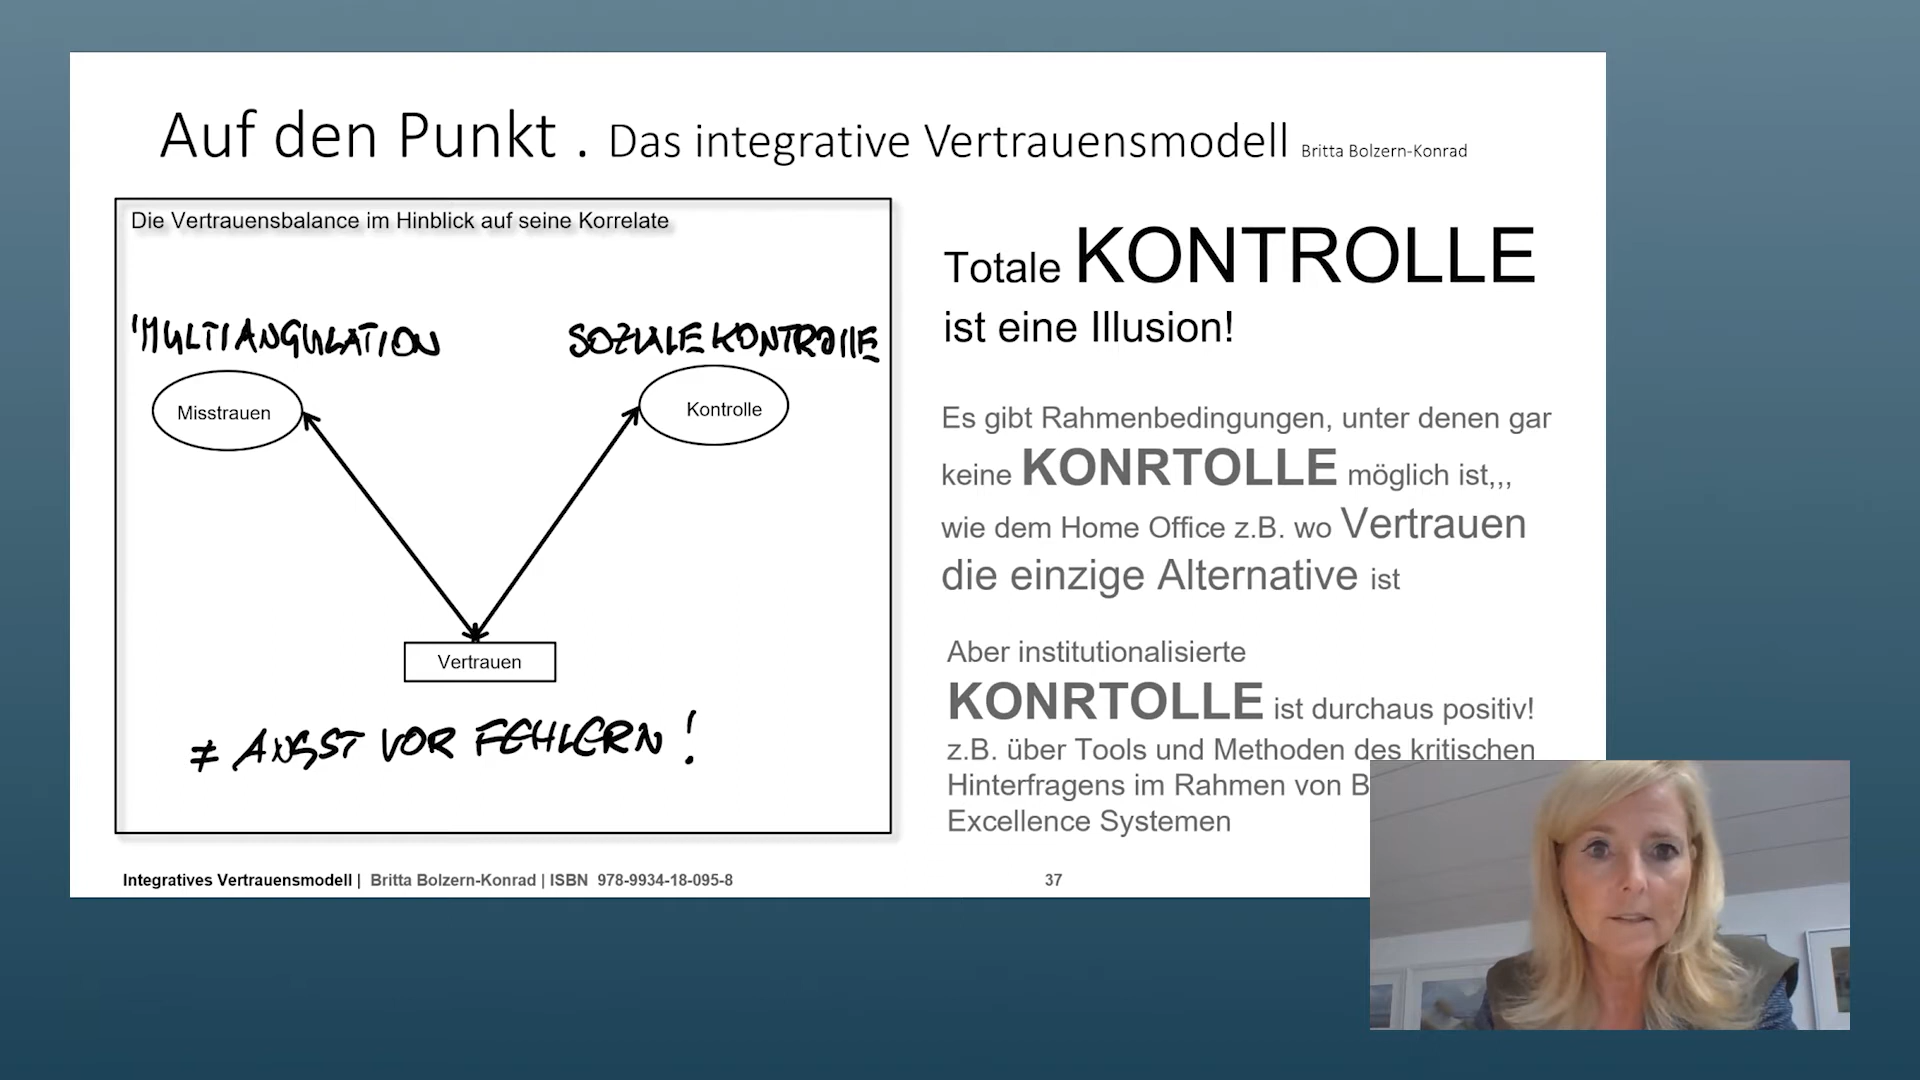 Auf den Punkt . Das integrative Vertrauensmodell Britta Bolzern-Konrad
Die Vertrauensbalance im Hinblick auf seine Korrelate
'MULTIANGULATION
SOZIALE KONTROLLE
Misstrauen
Kontrolle
Vertrauen
≠ ANGST VOR FEHLERN !
Totale KONTROLLE
ist eine Illusion!
Es gibt Rahmenbedingungen, unter denen gar
keine KONRTOLLE möglich ist,,,
wie dem Home Office z.B. wo Vertrauen
die einzige Alternative ist
Aber institutionalisierte
KONRTOLLE ist durchaus positiv!
z.B. über Tools und Methoden des kritischen
Hinterfragens im Rahmen von B
Excellence Systemen
Integratives Vertrauensmodell | Britta Bolzern-Konrad | ISBN 978-9934-18-095-8
37